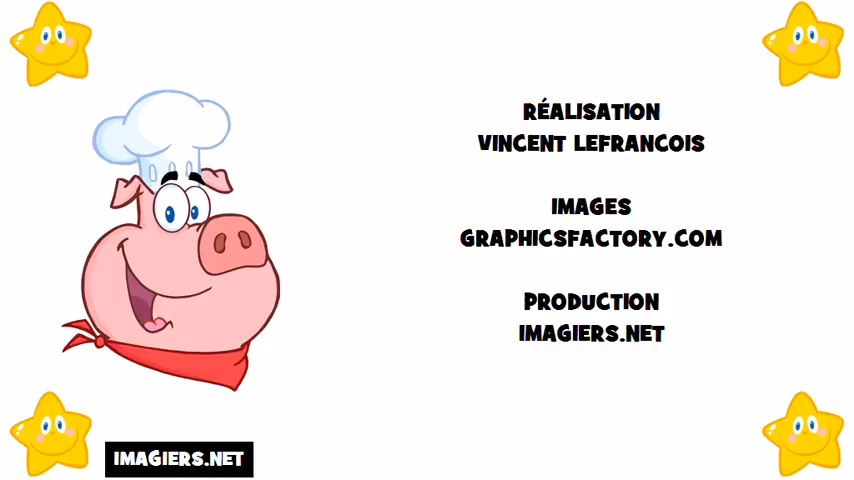 RÉALISATION
VINCENT LEFRANCOIS
IMAGES
GRAPHICSFACTORY.COM
PRODUCTION
IMAGIERS.NET
IMAGIERS.NET